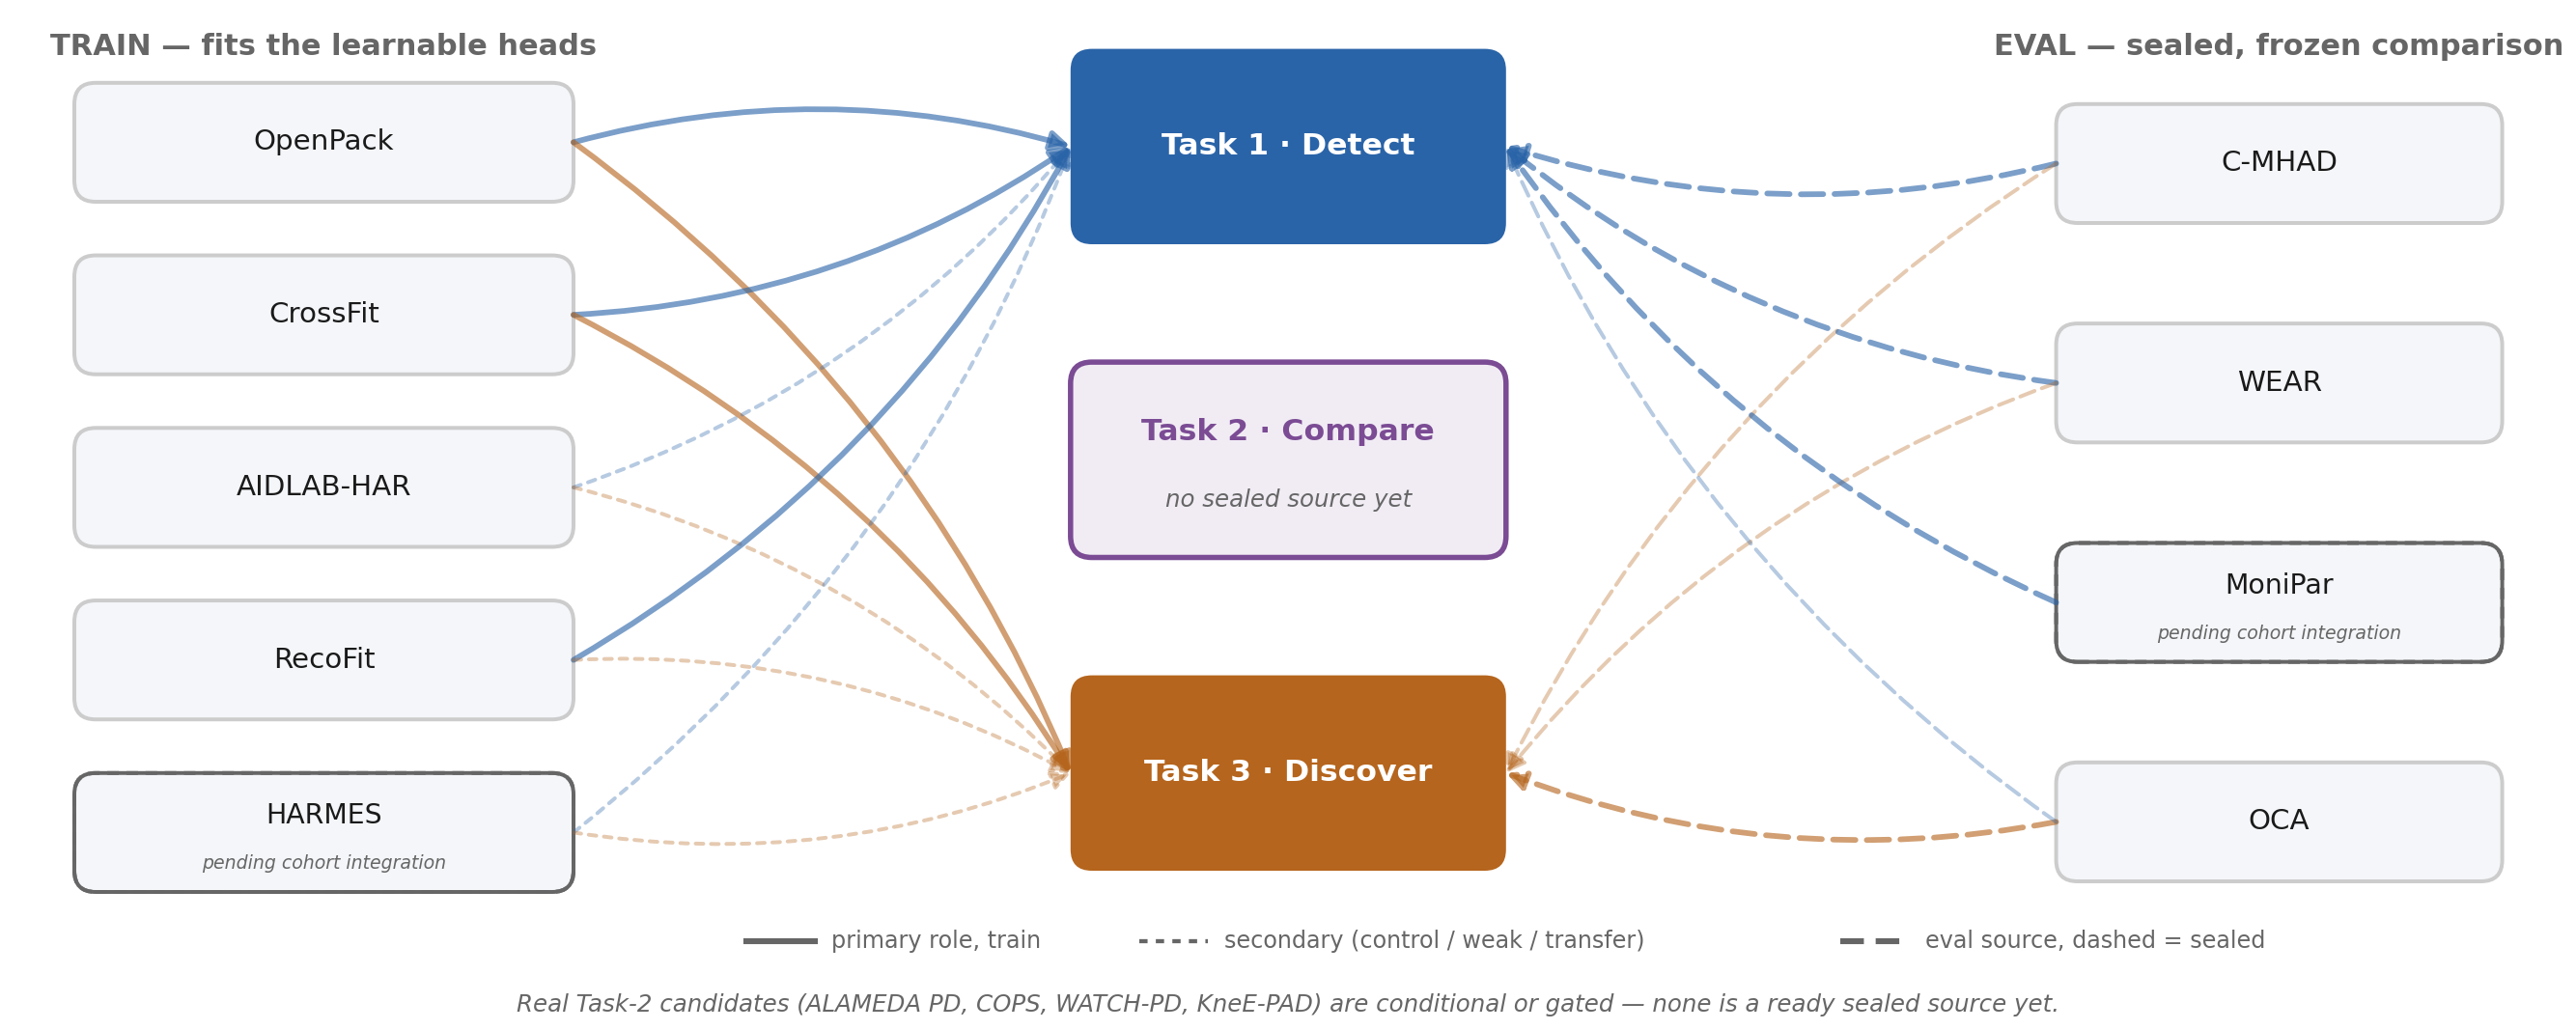 TRAIN — fits the learnable heads
EVAL — sealed, frozen comparison
OpenPack
CrossFit
AIDLAB-HAR
RecoFit
HARMES
pending cohort integration
Task 1 · Detect
Task 2 · Compare
no sealed source yet
Task 3 · Discover
C-MHAD
WEAR
MoniPar
pending cohort integration
OCA
primary role, train
secondary (control / weak / transfer)
eval source, dashed = sealed
Real Task-2 candidates (ALAMEDA PD, COPS, WATCH-PD, KneE-PAD) are conditional or gated — none is a ready sealed source yet.